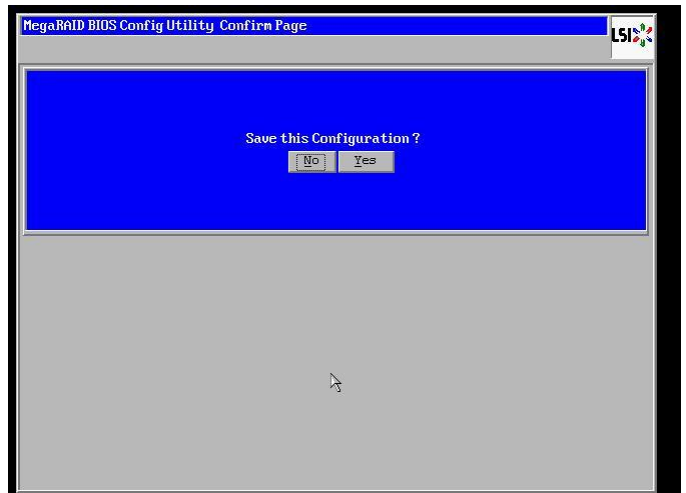 MegaRAID BIOS Config Utility Confirm Page
LSI
Save this Configuration ?
No Yes